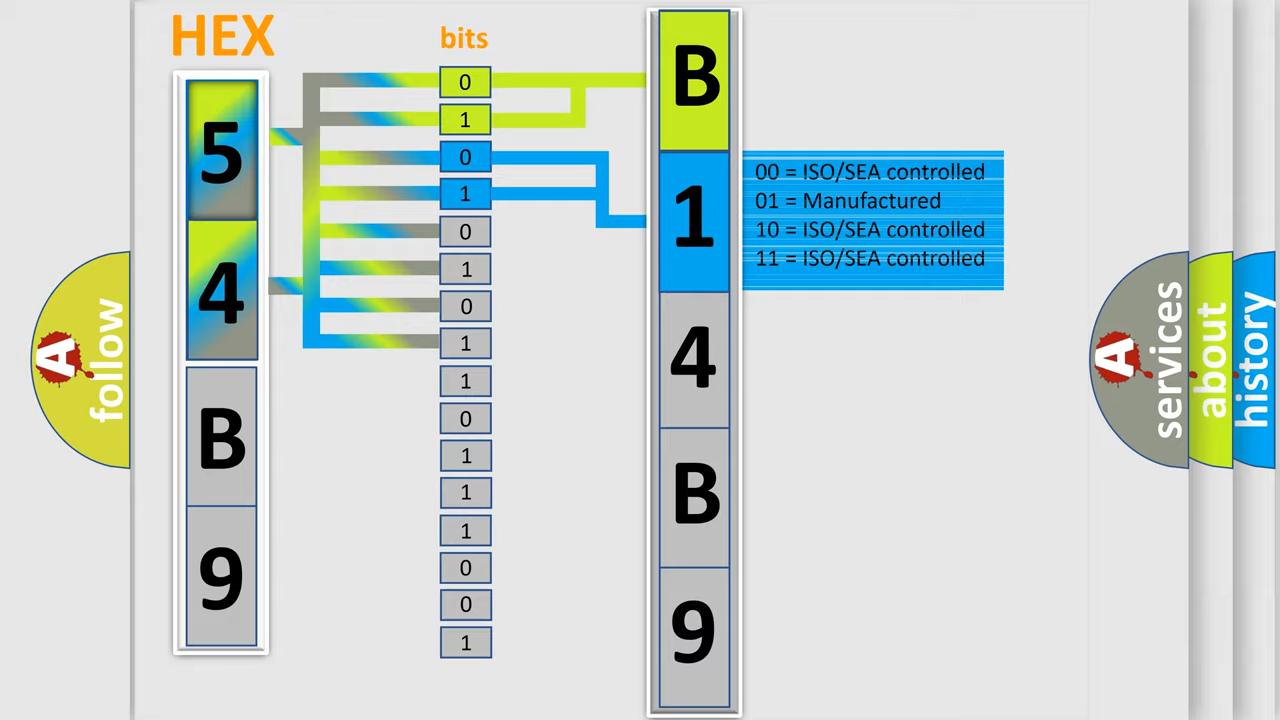 HEX
bits
5
4
B
9
0
1
0
1
0
1
0
1
1
0
1
1
1
0
0
1
B
1
4
B
9
00 = ISO/SEA controlled
01 = Manufactured
10 = ISO/SEA controlled
11 = ISO/SEA controlled
A follow
A services
about
history